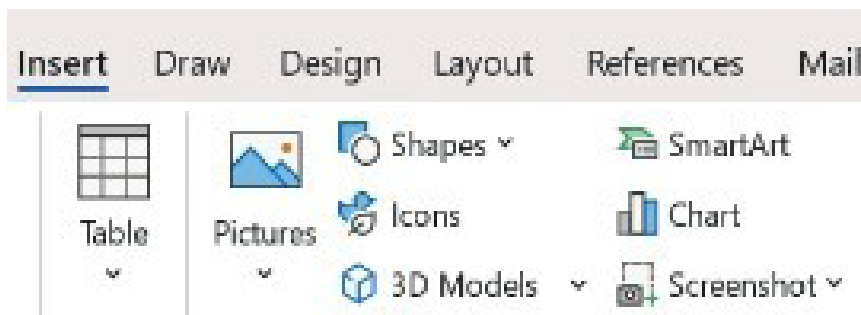 Insert Draw Design Layout References Mail
Table
Pictures
Shapes
Icons
3D Models
SmartArt
Chart
Screenshot